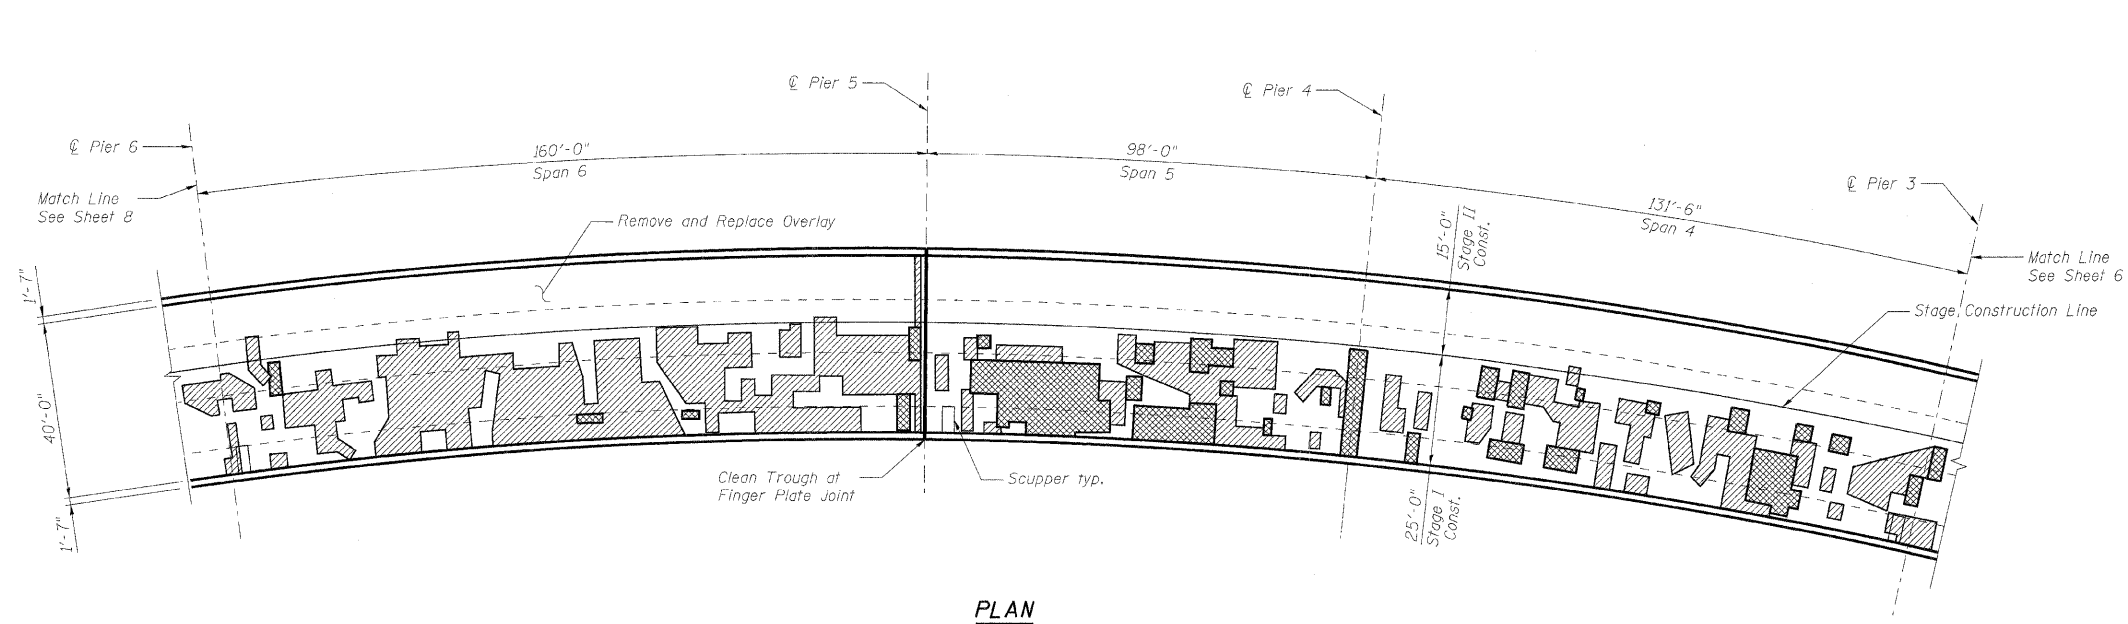 ℄ Pier 5
℄ Pier 4
℄ Pier 6
160'-0"
Span 6
98'-0"
Span 5
℄ Pier 3
Match Line
See Sheet 8
131'-6"
Span 4
Remove and Replace Overlay
15'-0"
Stage II
Const.
Match Line
See Sheet 6
1'-7"
Stage Construction Line
40'-0"
Clean Trough at
Finger Plate Joint
Scupper typ.
25'-0"
Stage I
Const.
1'-7"
PLAN